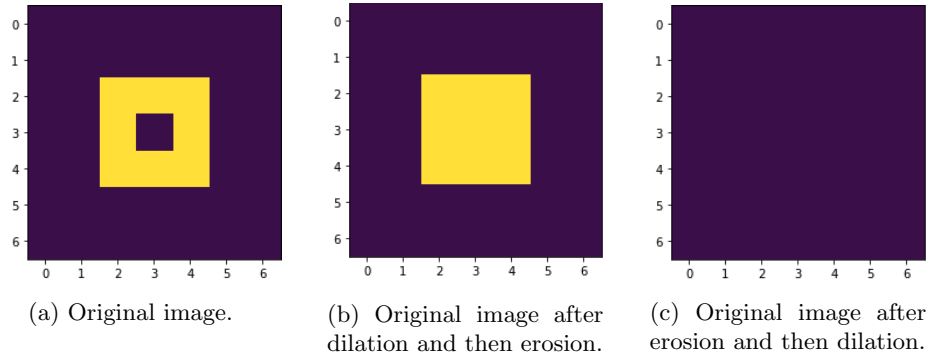 0
1
2
3
4
5
6
0 1 2 3 4 5 6
(a) Original image.
0
1
2
3
4
5
6
0 1 2 3 4 5 6
(b) Original image after
dilation and then erosion.
0
1
2
3
4
5
6
0 1 2 3 4 5 6
(c) Original image after
erosion and then dilation.